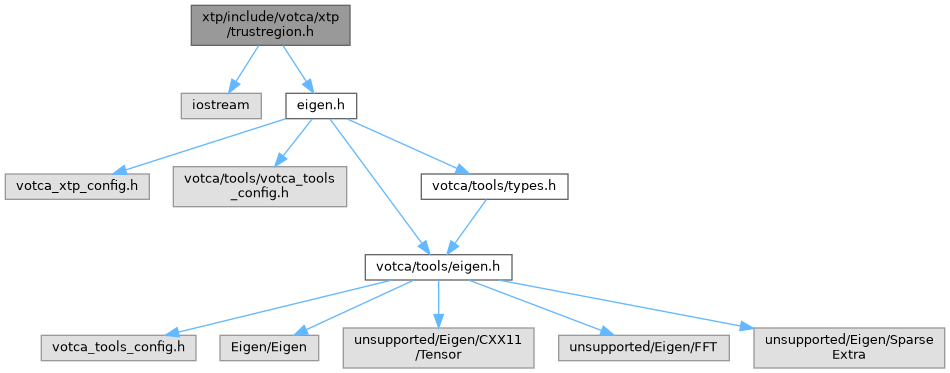 xtp/include/votca/xtp
/trustregion.h
iostream
eigen.h
votca_xtp_config.h
votca/tools/votca_tools
_config.h
votca/tools/types.h
votca/tools/eigen.h
votca_tools_config.h
Eigen/Eigen
unsupported/Eigen/CXX11
/Tensor
unsupported/Eigen/FFT
unsupported/Eigen/Sparse
Extra